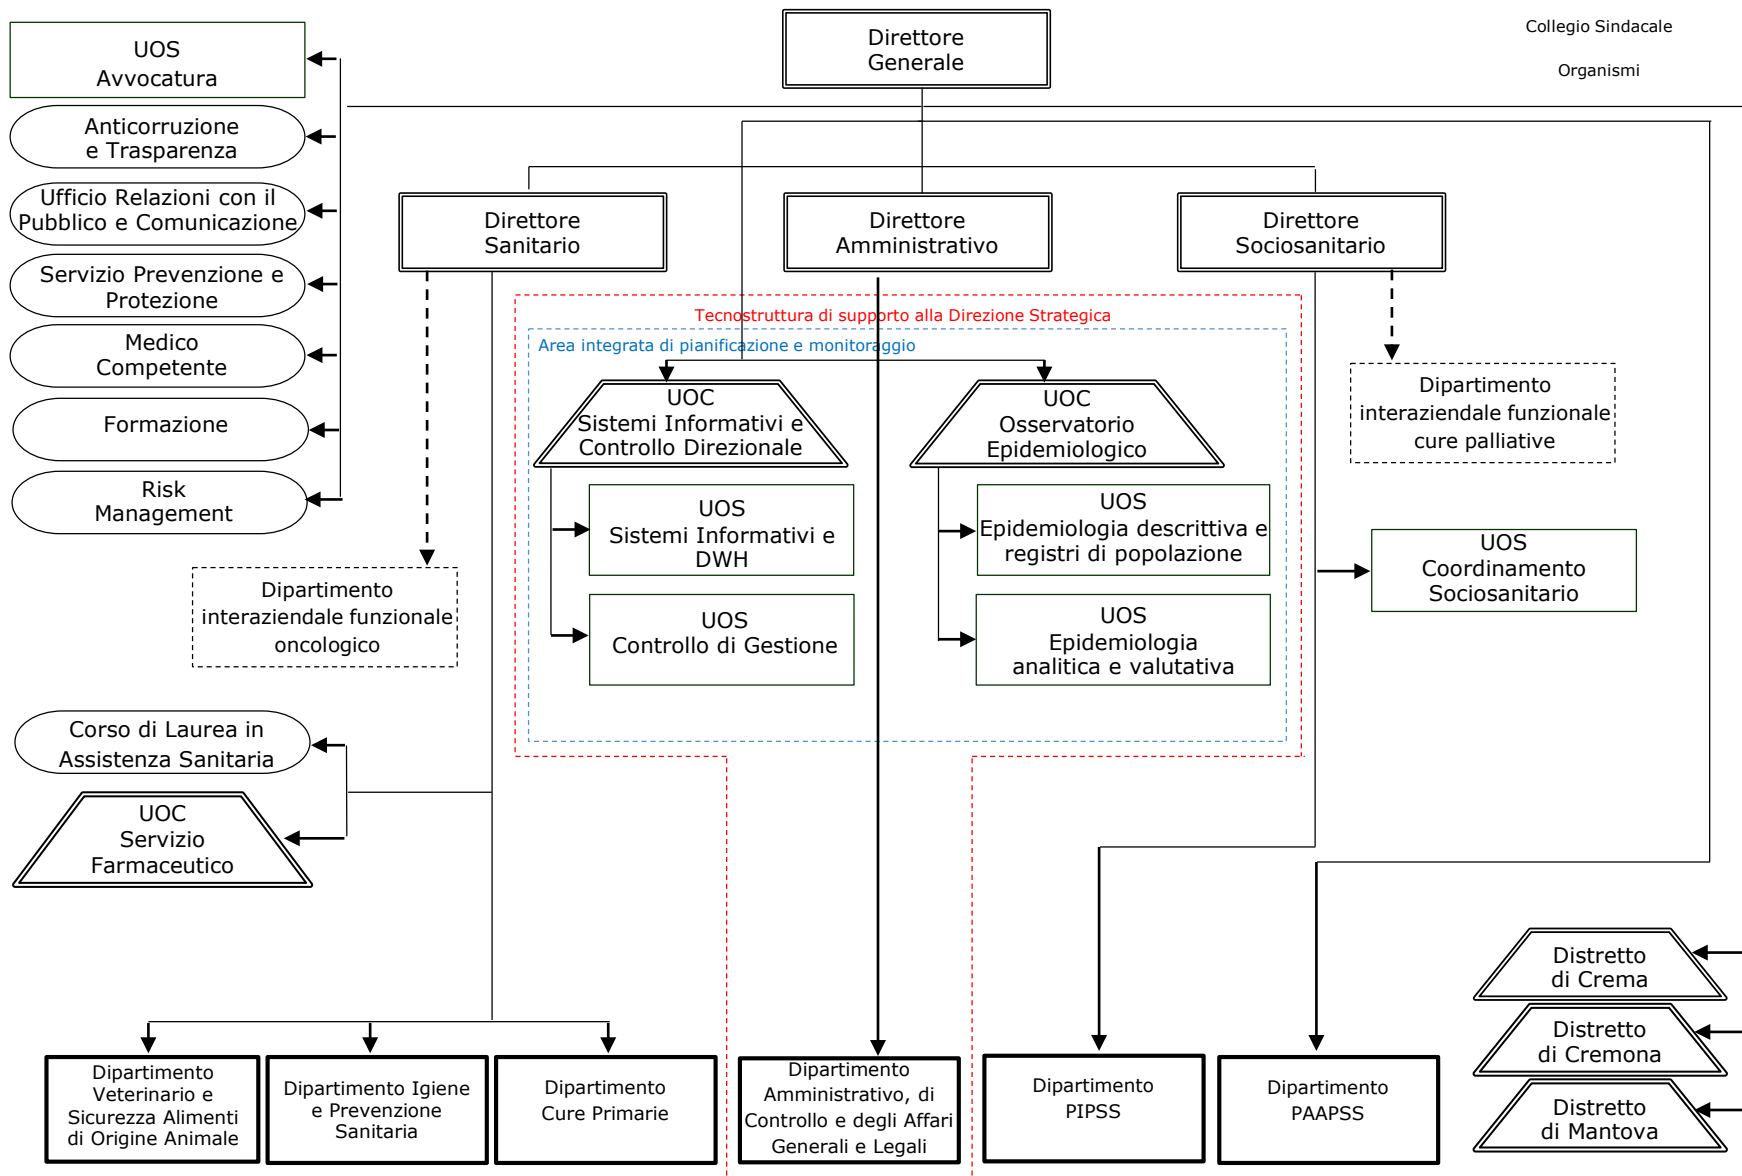 Direttore
Generale
Collegio Sindacale
Organismi
UOS
Avvocatura
Anticorruzione
e Trasparenza
Ufficio Relazioni con il
Pubblico e Comunicazione
Servizio Prevenzione e
Protezione
Medico
Competente
Formazione
Risk
Management
Direttore
Sanitario
Direttore
Amministrativo
Direttore
Sociosanitario
Tecnostruttura di supporto alla Direzione Strategica
Area integrata di pianificazione e monitoraggio
UOC
Sistemi Informativi e
Controllo Direzionale
UOC
Osservatorio
Epidemiologico
Dipartimento
interaziendale funzionale
cure palliative
UOS
Sistemi Informativi e
DWH
UOS
Epidemiologia descrittiva e
registri di popolazione
UOS
Coordinamento
Sociosanitario
Dipartimento
interaziendale funzionale
oncologico
UOS
Controllo di Gestione
UOS
Epidemiologia
analitica e valutativa
Corso di Laurea in
Assistenza Sanitaria
UOC
Servizio
Farmaceutico
Distretto
di Crema
Distretto
di Cremona
Distretto
di Mantova
Dipartimento
Veterinario e
Sicurezza Alimenti
di Origine Animale
Dipartimento Igiene
e Prevenzione
Sanitaria
Dipartimento
Cure Primarie
Dipartimento
Amministrativo, di
Controllo e degli Affari
Generali e Legali
Dipartimento
PIPSS
Dipartimento
PAAPSS